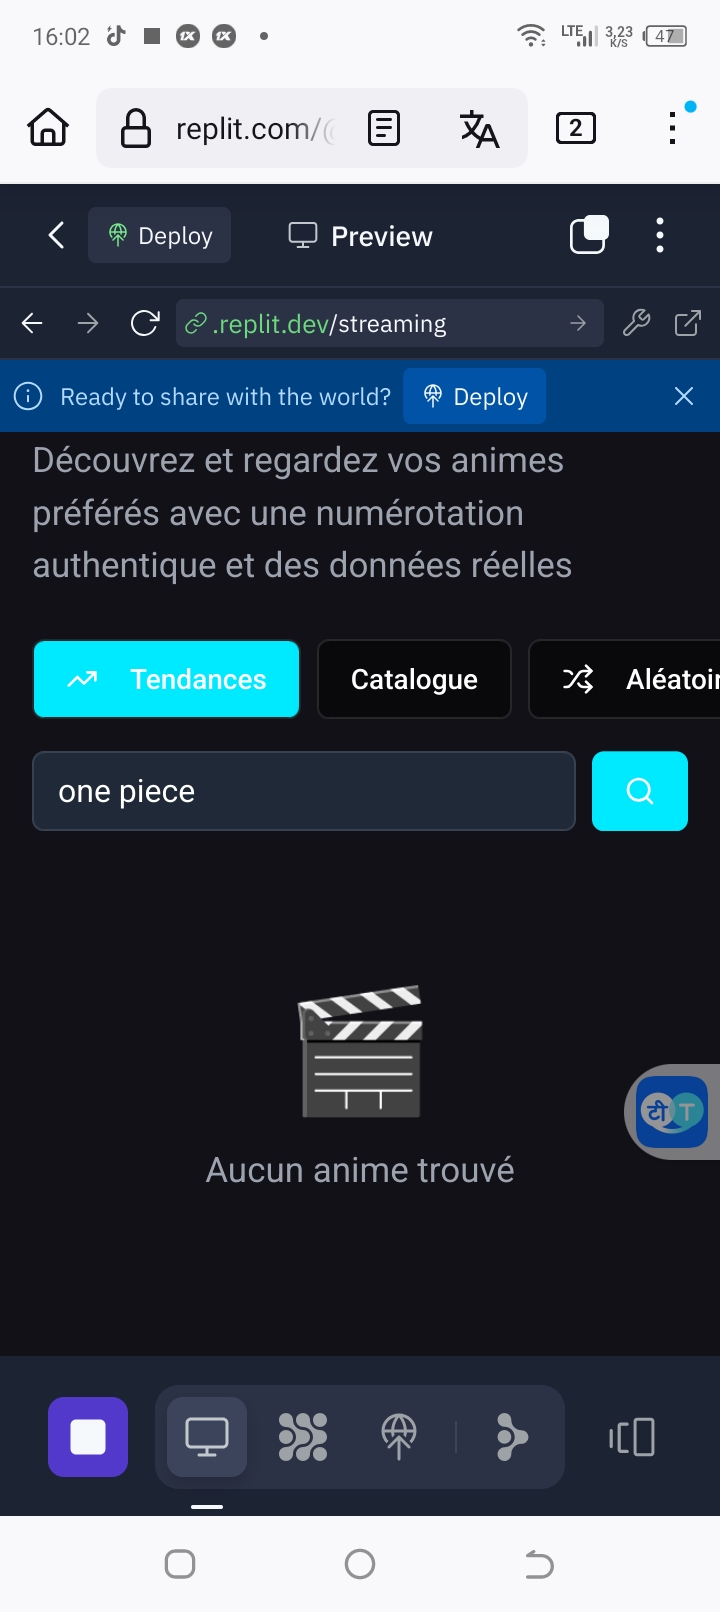 16:02
LTE
3,23
K/S
47
replit.com/
2
Deploy
Preview
.replit.dev/streaming
Ready to share with the world?
Deploy
Découvrez et regardez vos animes
préférés avec une numérotation
authentique et des données réelles
Tendances
Catalogue
Aléatoir
one piece
टी T
Aucun anime trouvé